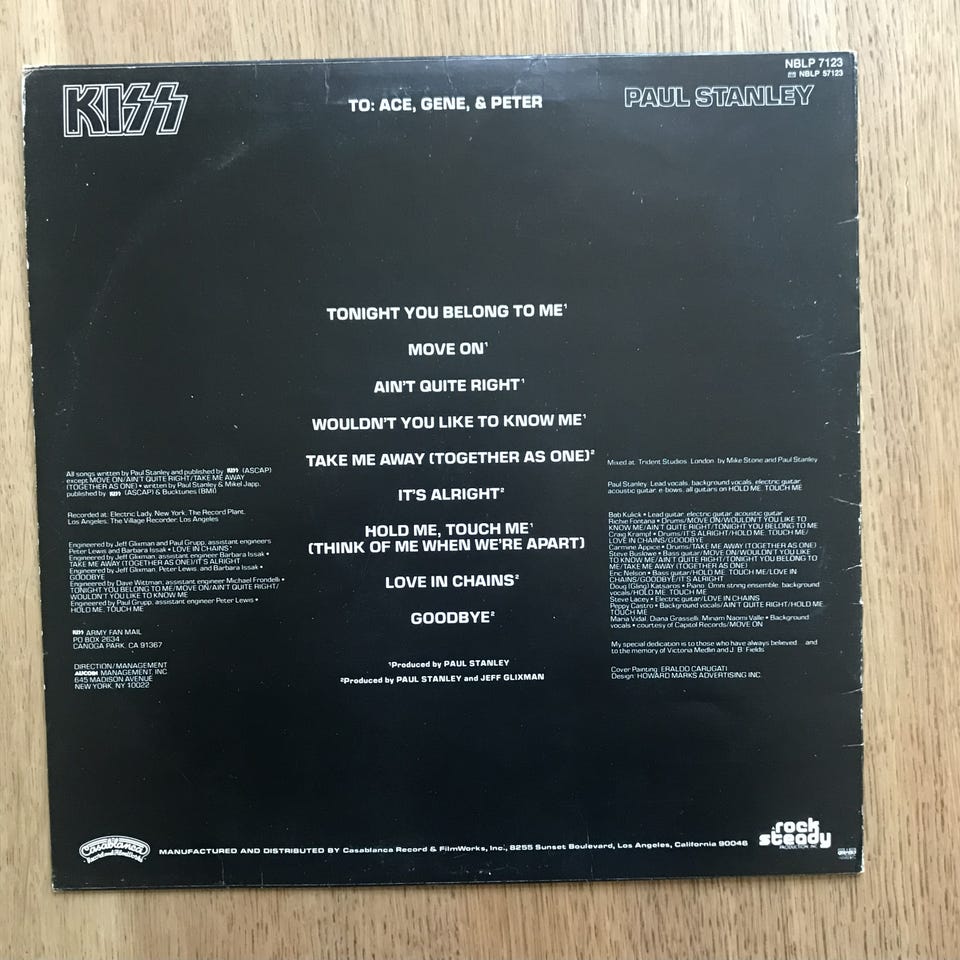 NBLP 7123
NBLP 57123
KISS
TO: ACE, GENE, & PETER
PAUL STANLEY
TONIGHT YOU BELONG TO ME¹
MOVE ON¹
AIN'T QUITE RIGHT¹
WOULDN'T YOU LIKE TO KNOW ME¹
TAKE ME AWAY (TOGETHER AS ONE)²
IT'S ALRIGHT²
HOLD ME, TOUCH ME¹
(THINK OF ME WHEN WE'RE APART)
LOVE IN CHAINS²
GOODBYE²
¹Produced by PAUL STANLEY
²Produced by PAUL STANLEY and JEFF GLIXMAN
All songs written by Paul Stanley and published by KISS (ASCAP)
except MOVE ON/AIN'T QUITE RIGHT/TAKE ME AWAY
(TOGETHER AS ONE) • written by Paul Stanley & Mikel Japp,
published by KISS (ASCAP) & Bucktunes (BMI)
Recorded at: Electric Lady, New York, The Record Plant,
Los Angeles, The Village Recorder, Los Angeles
Engineered by Jeff Glixman and Paul Grupp, assistant engineers
Peter Lewis and Barbara Issak • LOVE IN CHAINS •
Engineered by Jeff Glixman, assistant engineer Barbara Issak •
TAKE ME AWAY (TOGETHER AS ONE)/IT'S ALRIGHT
Engineered by Jeff Glixman, Peter Lewis, and Barbara Issak •
GOODBYE
Engineered by Dave Wittman, assistant engineer Michael Frondelli •
TONIGHT YOU BELONG TO ME/MOVE ON/AIN'T QUITE RIGHT/
WOULDN'T YOU LIKE TO KNOW ME
Engineered by Paul Grupp, assistant engineer Peter Lewis •
HOLD ME, TOUCH ME
KISS ARMY FAN MAIL
PO BOX 2634
CANOGA PARK, CA 91367
DIRECTION/MANAGEMENT
AUCOIN MANAGEMENT, INC.
645 MADISON AVENUE
NEW YORK, NY 10022
Mixed at: Trident Studios, London, by Mike Stone and Paul Stanley
Paul Stanley: Lead vocals, background vocals, electric guitar,
acoustic guitar, e-bows, all guitars on HOLD ME, TOUCH ME
Bob Kulick • Lead guitar, electric guitar, acoustic guitar
Richie Fontana • Drums/MOVE ON/WOULDN'T YOU LIKE TO
KNOW ME/AIN'T QUITE RIGHT/TONIGHT YOU BELONG TO ME
Craig Krampf • Drums/IT'S ALRIGHT/HOLD ME, TOUCH ME/
LOVE IN CHAINS/GOODBYE
Carmine Appice • Drums/TAKE ME AWAY (TOGETHER AS ONE)
Steve Buslowe • Bass guitar/MOVE ON/WOULDN'T YOU LIKE
TO KNOW ME/AIN'T QUITE RIGHT/TONIGHT YOU BELONG TO
ME/TAKE ME AWAY (TOGETHER AS ONE)
Eric Nelson • Bass guitar/HOLD ME, TOUCH ME/LOVE IN
CHAINS/GOODBYE/IT'S ALRIGHT
Doug (Gling) Katsaros • Piano, Omni string ensemble, background
vocals/HOLD ME, TOUCH ME
Steve Lacey • Electric guitar/LOVE IN CHAINS
Peppy Castro • Background vocals/AIN'T QUITE RIGHT/HOLD ME,
TOUCH ME
Maria Vidal, Diana Grasselli, Miriam Naomi Valle • Background
vocals • courtesy of Capitol Records/MOVE ON
My special dedication is to those who have always believed... and
to the memory of Victoria Medlin and J. B. Fields
Cover Painting: ERALDO CARUGATI
Design: HOWARD MARKS ADVERTISING INC.
Casablanca
Record and FilmWorks
MANUFACTURED AND DISTRIBUTED BY Casablanca Record & FilmWorks, Inc., 8255 Sunset Boulevard, Los Angeles, California 90046
rock
steady
PRODUCTION, INC.